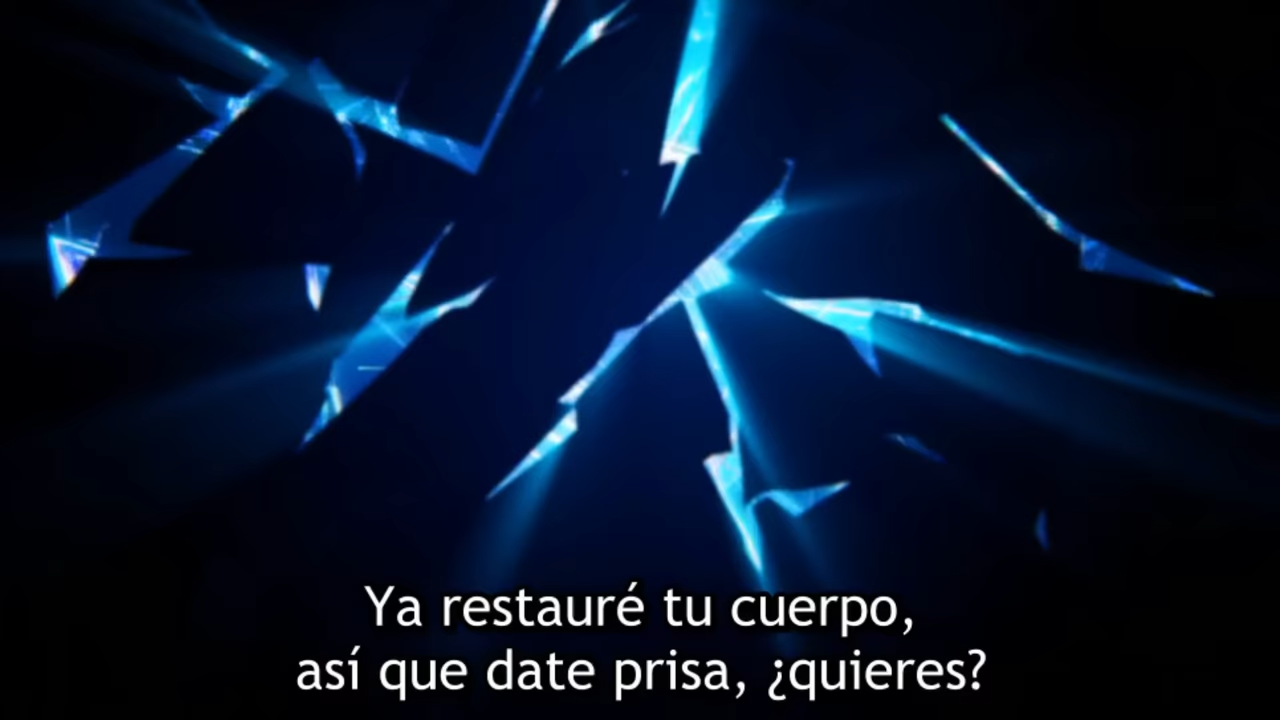 Ya restauré tu cuerpo,
así que date prisa, ¿quieres?